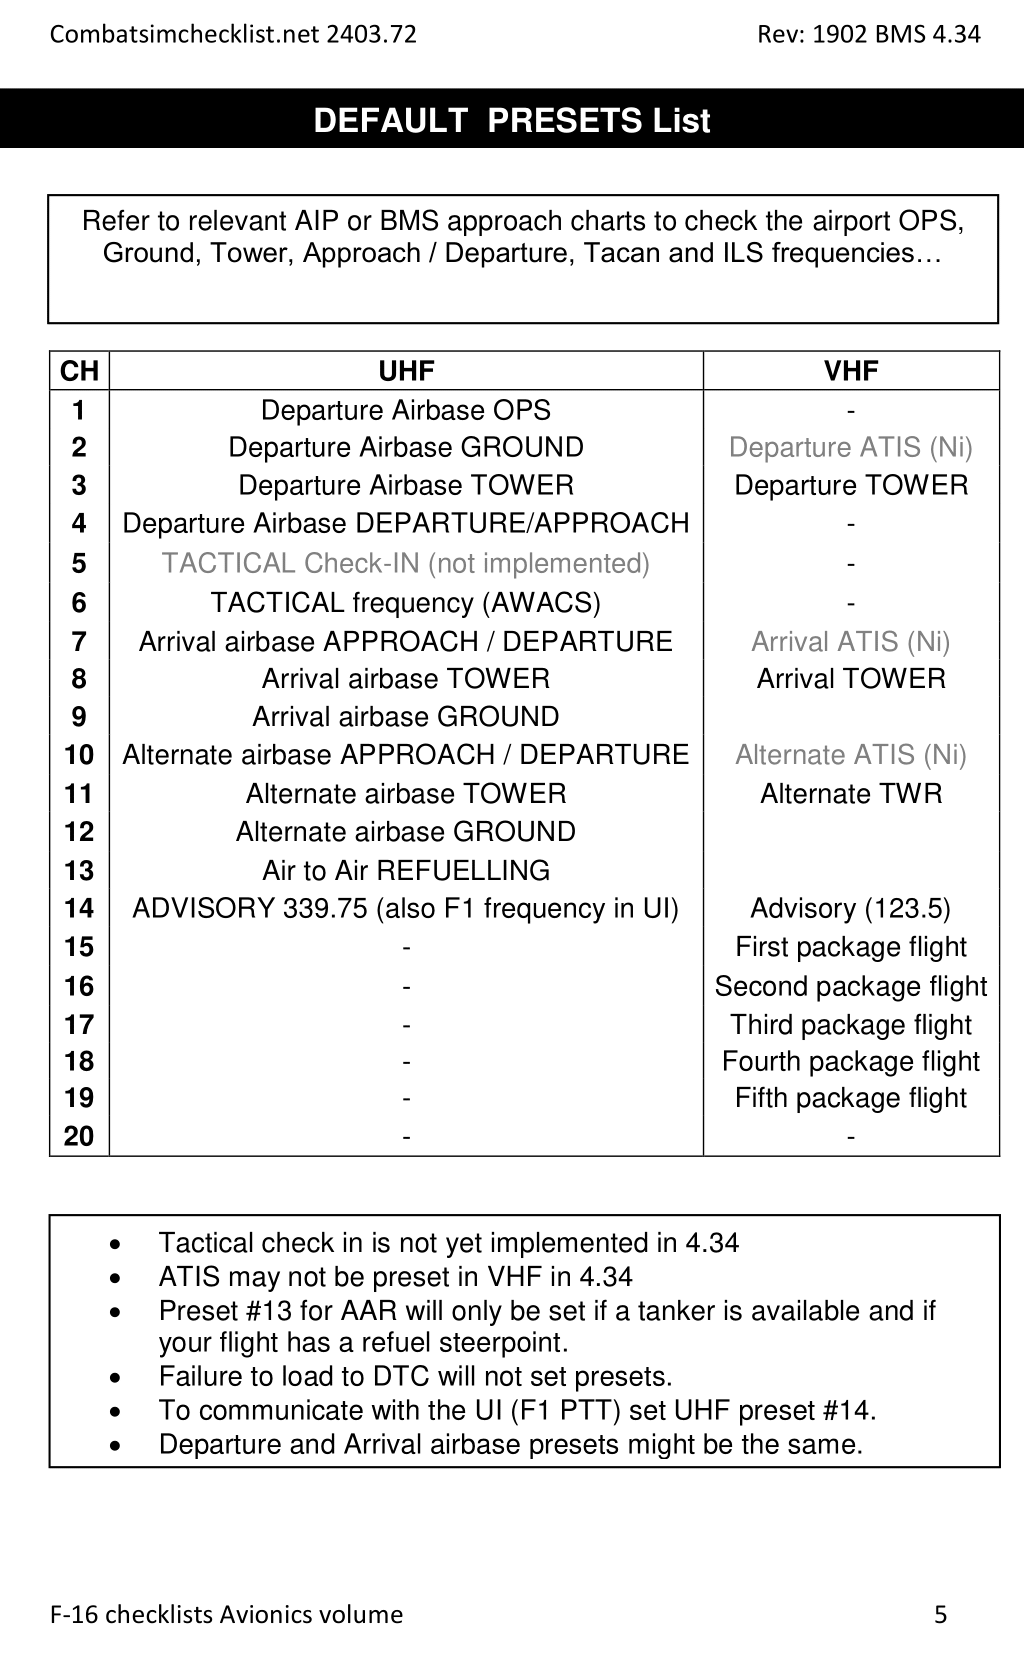 Combatsimchecklist.net 2403.72 Rev: 1902 BMS 4.34
DEFAULT PRESETS List
Refer to relevant AIP or BMS approach charts to check the airport OPS,
Ground, Tower, Approach / Departure, Tacan and ILS frequencies…
CH UHF VHF
1 Departure Airbase OPS -
2 Departure Airbase GROUND Departure ATIS (Ni)
3 Departure Airbase TOWER Departure TOWER
4 Departure Airbase DEPARTURE/APPROACH -
5 TACTICAL Check-IN (not implemented) -
6 TACTICAL frequency (AWACS) -
7 Arrival airbase APPROACH / DEPARTURE Arrival ATIS (Ni)
8 Arrival airbase TOWER Arrival TOWER
9 Arrival airbase GROUND
10 Alternate airbase APPROACH / DEPARTURE Alternate ATIS (Ni)
11 Alternate airbase TOWER Alternate TWR
12 Alternate airbase GROUND
13 Air to Air REFUELLING
14 ADVISORY 339.75 (also F1 frequency in UI) Advisory (123.5)
15 - First package flight
16 - Second package flight
17 - Third package flight
18 - Fourth package flight
19 - Fifth package flight
20 - -
• Tactical check in is not yet implemented in 4.34
• ATIS may not be preset in VHF in 4.34
• Preset #13 for AAR will only be set if a tanker is available and if
your flight has a refuel steerpoint.
• Failure to load to DTC will not set presets.
• To communicate with the UI (F1 PTT) set UHF preset #14.
• Departure and Arrival airbase presets might be the same.
F-16 checklists Avionics volume 5